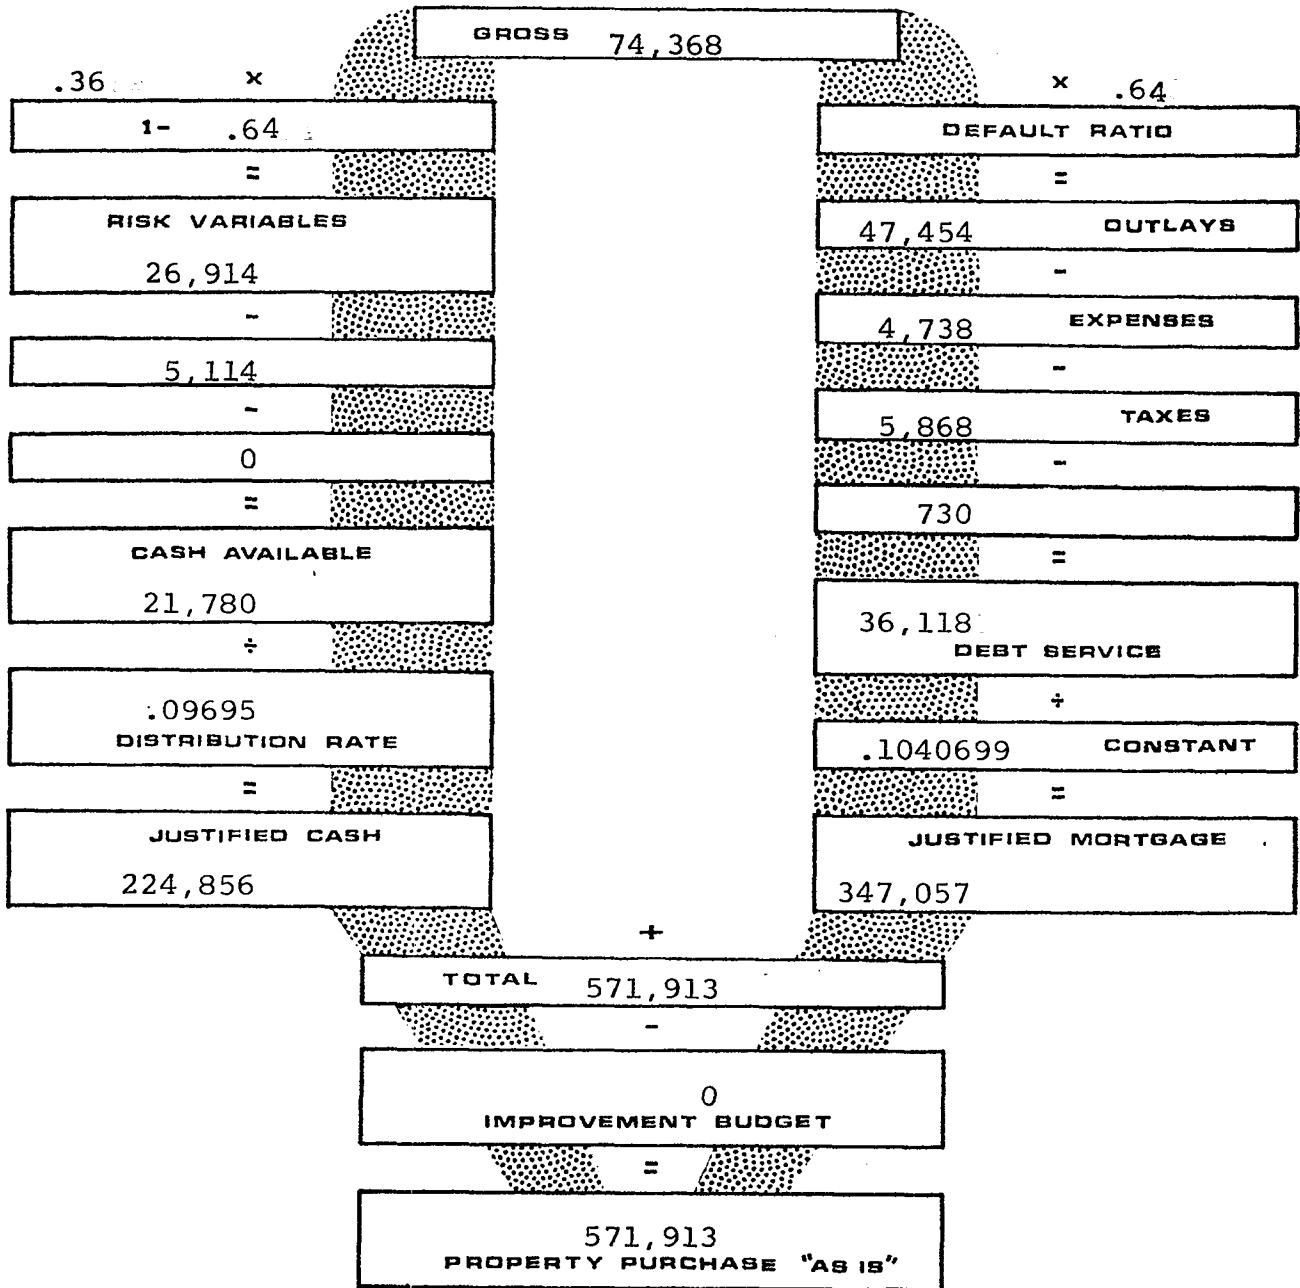 GROSS 74,368
.36 ×
1- .64
=
RISK VARIABLES
26,914
-
5,114
-
0
=
CASH AVAILABLE
21,780
÷
.09695
DISTRIBUTION RATE
=
JUSTIFIED CASH
224,856
× .64
DEFAULT RATIO
=
47,454 OUTLAYS
-
4,738 EXPENSES
-
5,868 TAXES
-
730
=
36,118
DEBT SERVICE
÷
.1040699 CONSTANT
=
JUSTIFIED MORTGAGE
347,057
+
TOTAL 571,913
-
0
IMPROVEMENT BUDGET
=
571,913
PROPERTY PURCHASE "AS IS"